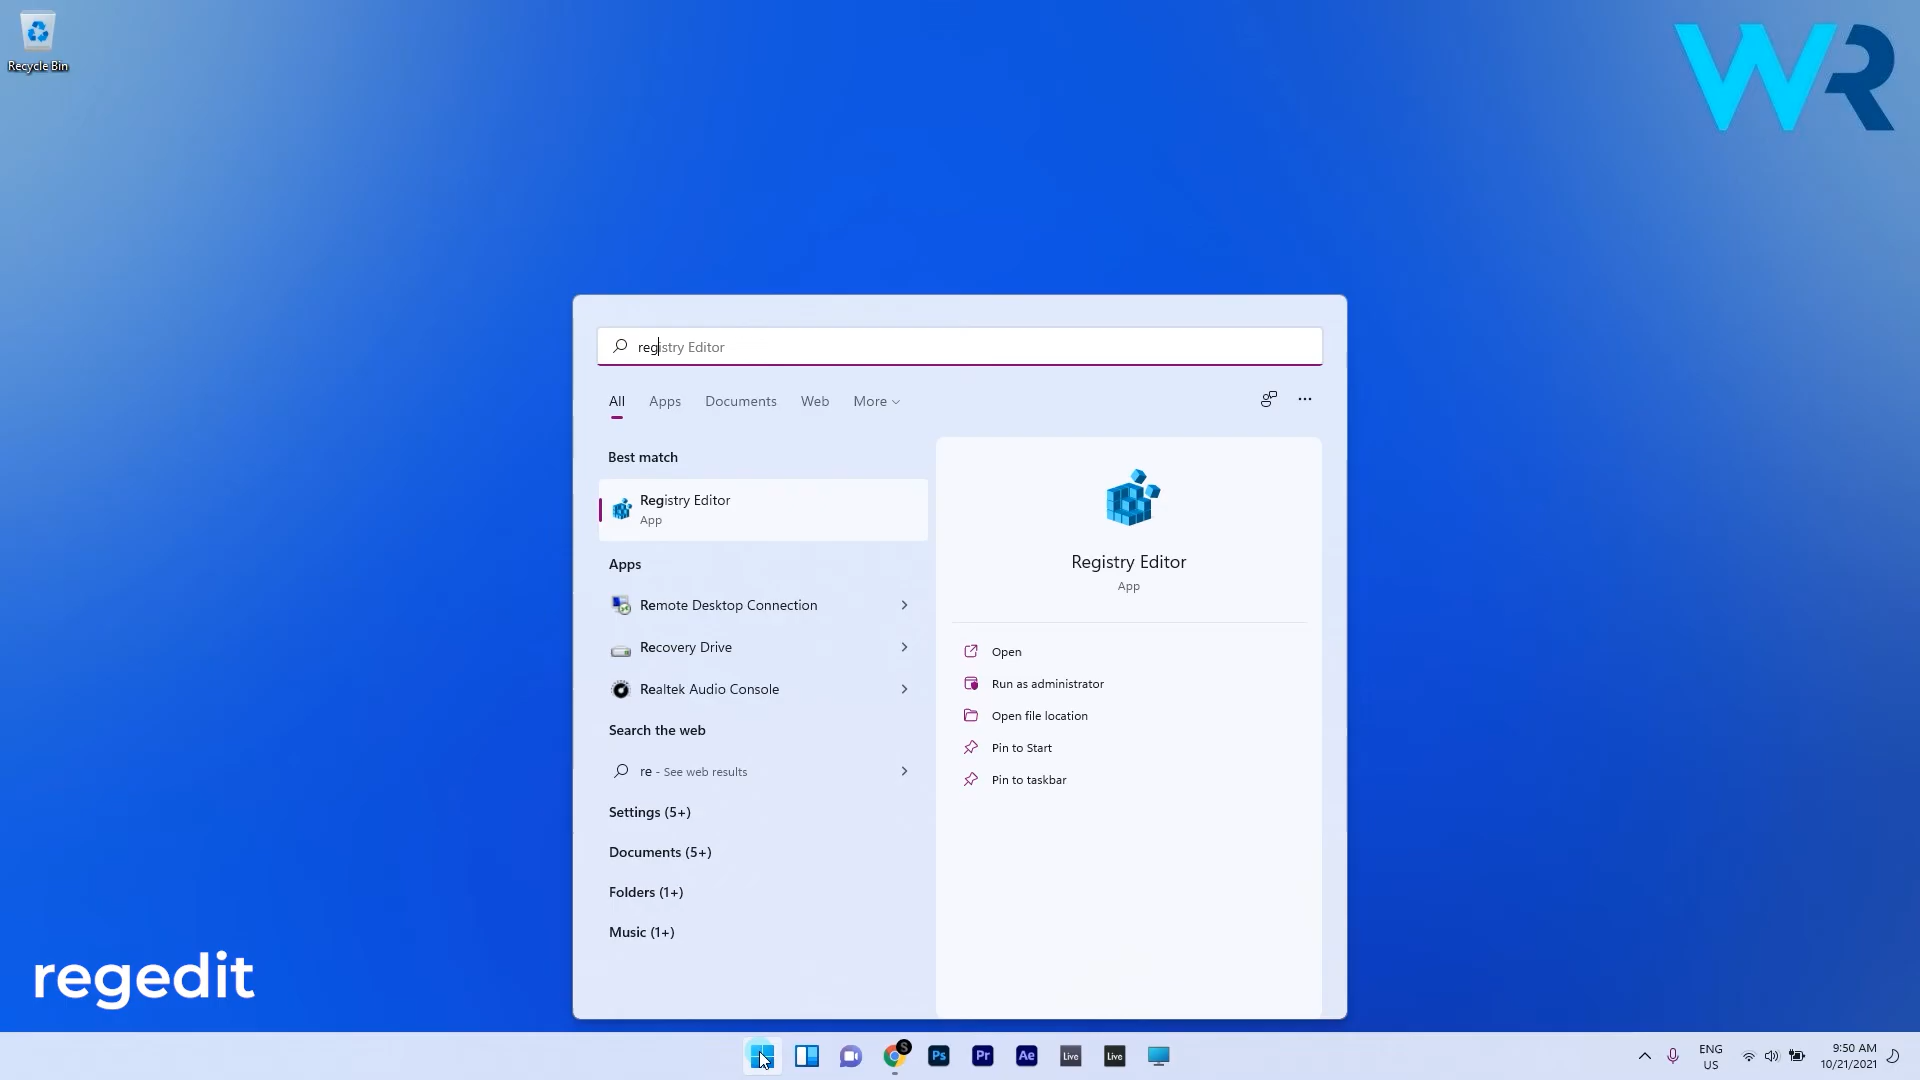 Recycle Bin
WR
registry Editor
All Apps Documents Web More
Best match
Registry Editor
App
Apps
Remote Desktop Connection
Recovery Drive
Realtek Audio Console
Search the web
re - See web results
Settings (5+)
Documents (5+)
Folders (1+)
Music (1+)
Registry Editor
App
Open
Run as administrator
Open file location
Pin to Start
Pin to taskbar
regedit
S
Ps
Pr
Ae
Live
Live
ENG
US
9:50 AM
10/21/2021